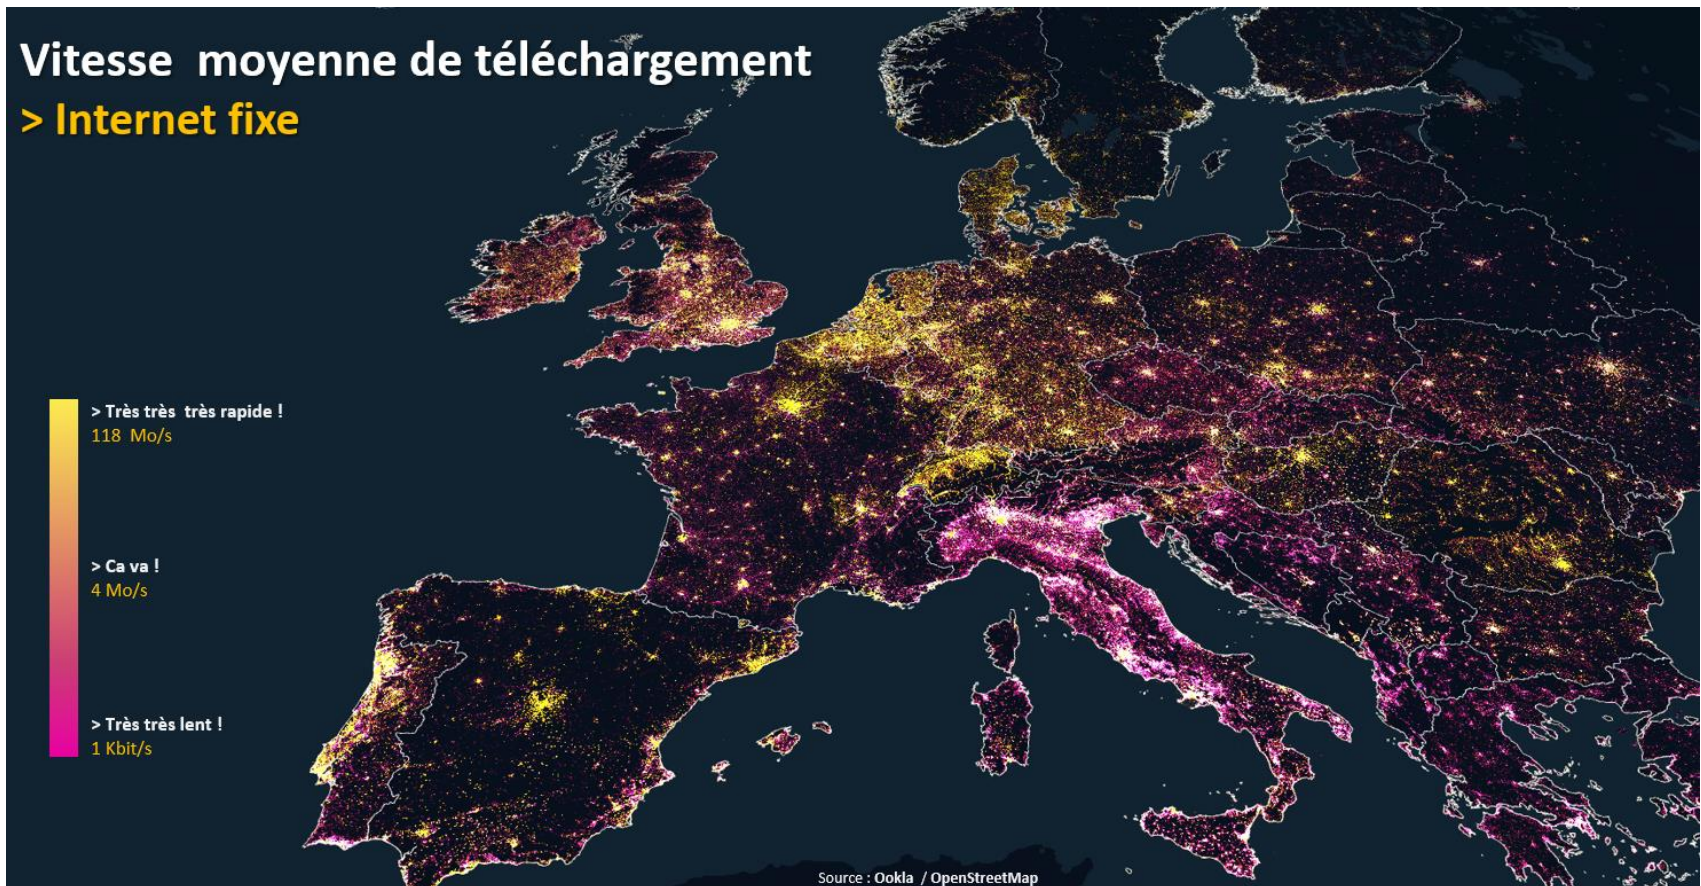 Vitesse moyenne de téléchargement
> Internet fixe
> Très très très rapide !
118 Mo/s
> Ca va !
4 Mo/s
> Très très lent !
1 Kbit/s
Source : Ookla / OpenStreetMap